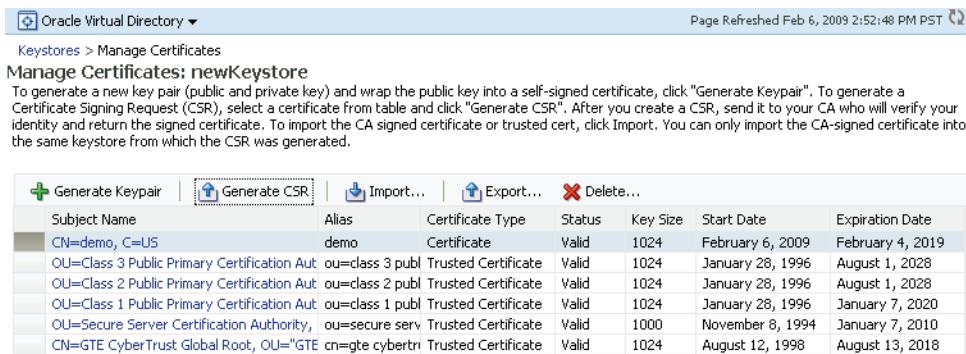 Oracle Virtual Directory Page Refreshed Feb 6, 2009 2:52:48 PM PST
Keystores > Manage Certificates
Manage Certificates: newKeystore
To generate a new key pair (public and private key) and wrap the public key into a self-signed certificate, click "Generate Keypair". To generate a
Certificate Signing Request (CSR), select a certificate from table and click "Generate CSR". After you create a CSR, send it to your CA who will verify your
identity and return the signed certificate. To import the CA signed certificate or trusted cert, click Import. You can only import the CA-signed certificate into
the same keystore from which the CSR was generated.
Generate Keypair Generate CSR Import... Export... Delete...
Subject Name Alias Certificate Type Status Key Size Start Date Expiration Date
CN=demo, C=US demo Certificate Valid 1024 February 6, 2009 February 4, 2019
OU=Class 3 Public Primary Certification Aut ou=class 3 publ Trusted Certificate Valid 1024 January 28, 1996 August 1, 2028
OU=Class 2 Public Primary Certification Aut ou=class 2 publ Trusted Certificate Valid 1024 January 28, 1996 August 1, 2028
OU=Class 1 Public Primary Certification Aut ou=class 1 publ Trusted Certificate Valid 1024 January 28, 1996 January 7, 2020
OU=Secure Server Certification Authority, ou=secure serv Trusted Certificate Valid 1000 November 8, 1994 January 7, 2010
CN=GTE CyberTrust Global Root, OU="GTE cn=gte cybertr Trusted Certificate Valid 1024 August 12, 1998 August 13, 2018